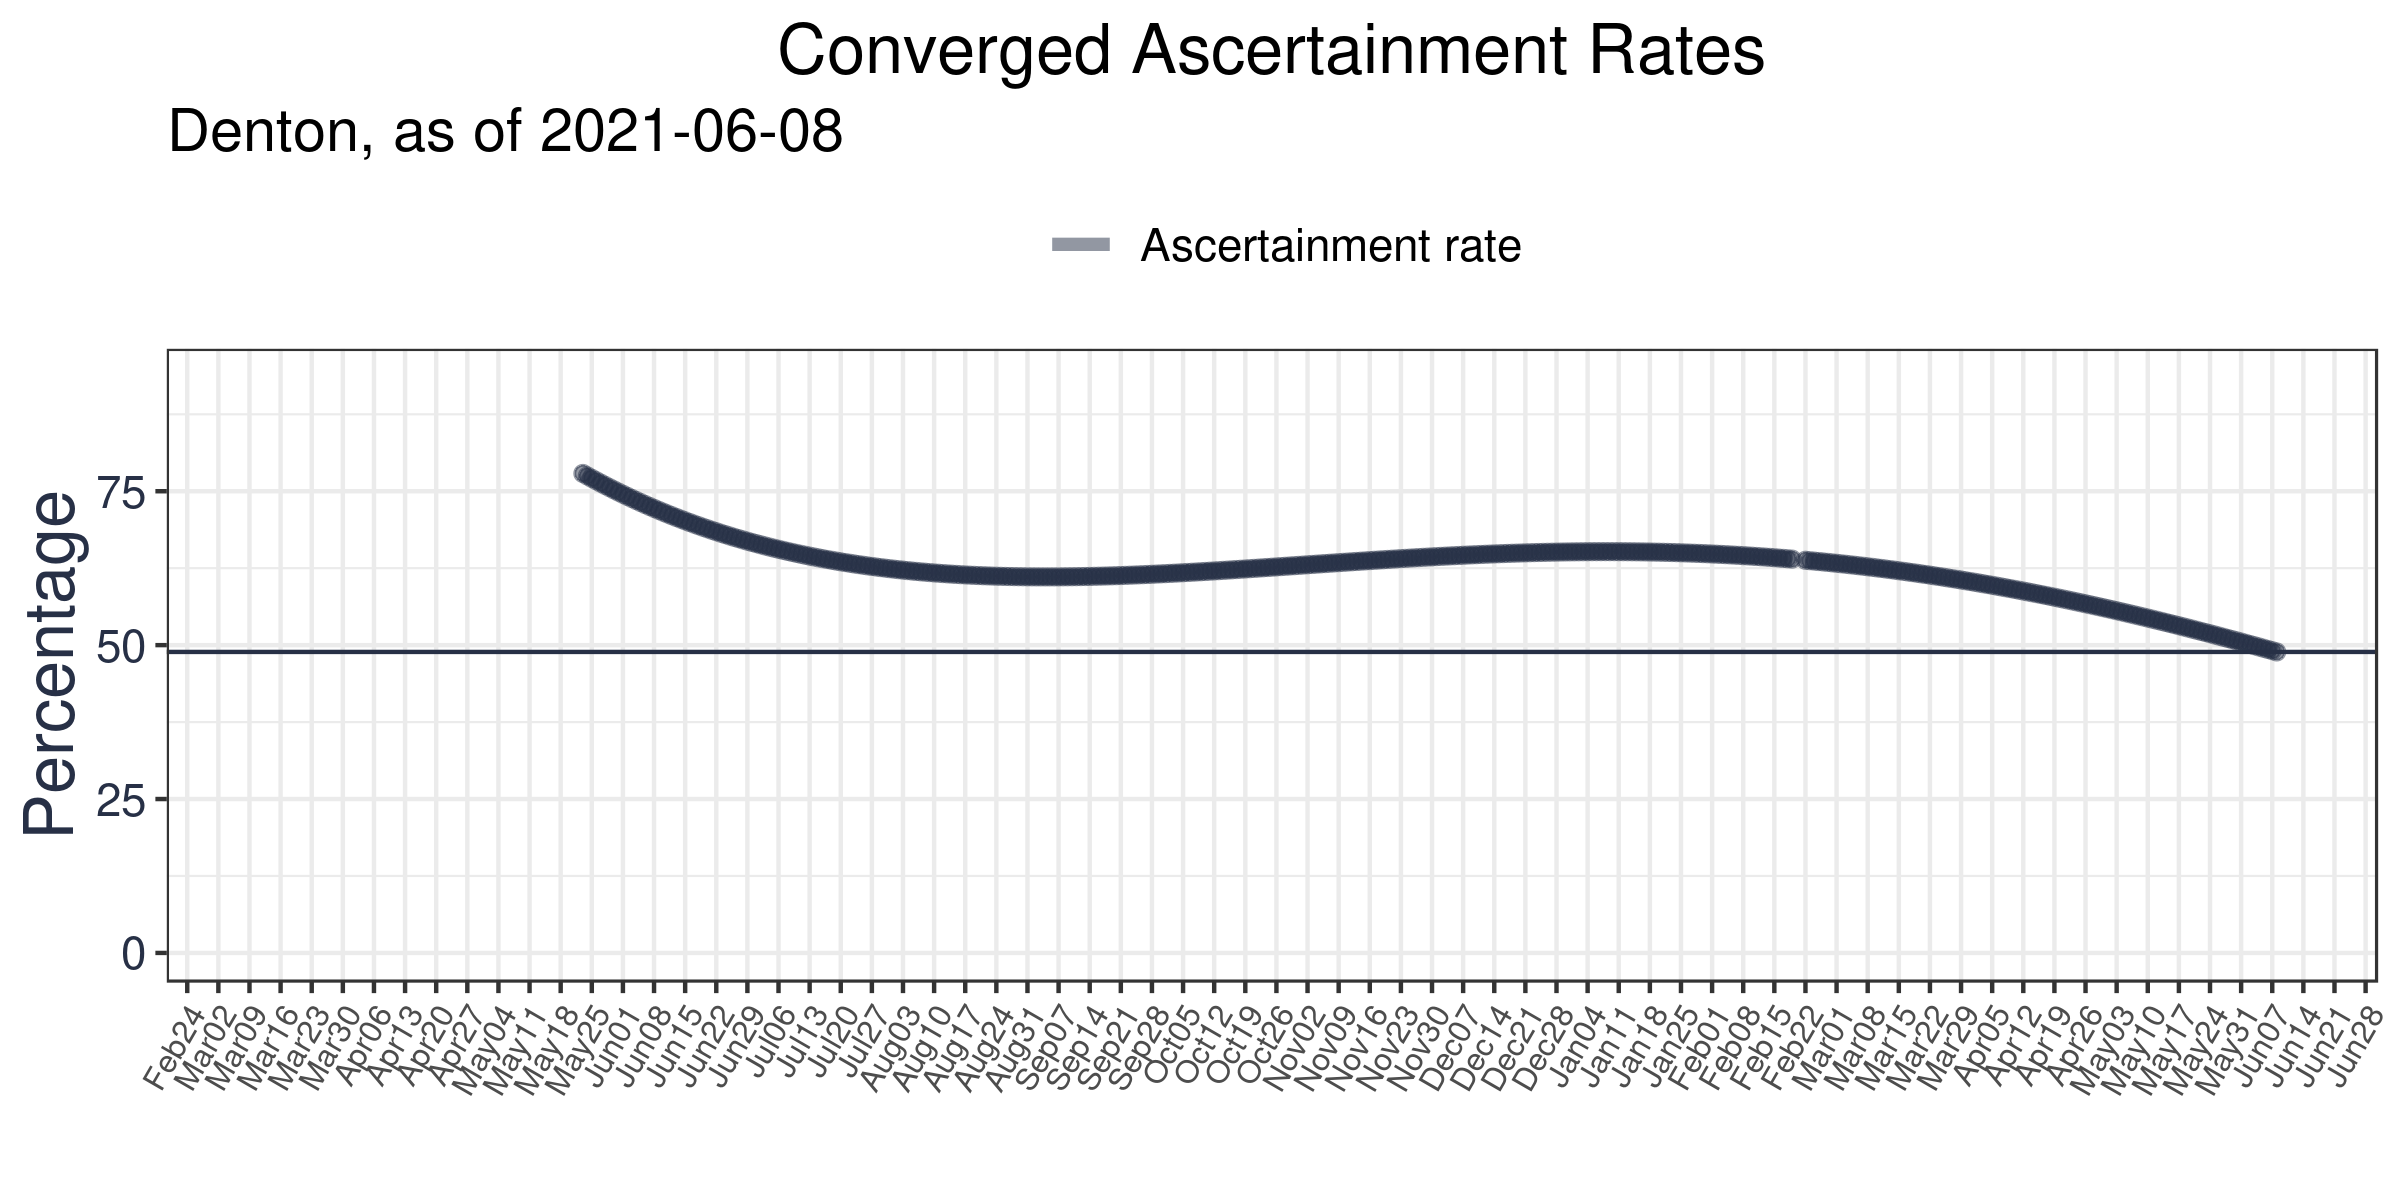 Converged Ascertainment Rates
Denton, as of 2021-06-08
Ascertainment rate
Percentage
75
50
25
0
Feb24
Mar02
Mar09
Mar16
Mar23
Mar30
Apr06
Apr13
Apr20
Apr27
May04
May11
May18
May25
Jun01
Jun08
Jun15
Jun22
Jun29
Jul06
Jul13
Jul20
Jul27
Aug03
Aug10
Aug17
Aug24
Aug31
Sep07
Sep14
Sep21
Sep28
Oct05
Oct12
Oct19
Oct26
Nov02
Nov09
Nov16
Nov23
Nov30
Dec07
Dec14
Dec21
Dec28
Jan04
Jan11
Jan18
Jan25
Feb01
Feb08
Feb15
Feb22
Mar01
Mar08
Mar15
Mar22
Mar29
Apr05
Apr12
Apr19
Apr26
May03
May10
May17
May24
May31
Jun07
Jun14
Jun21
Jun28